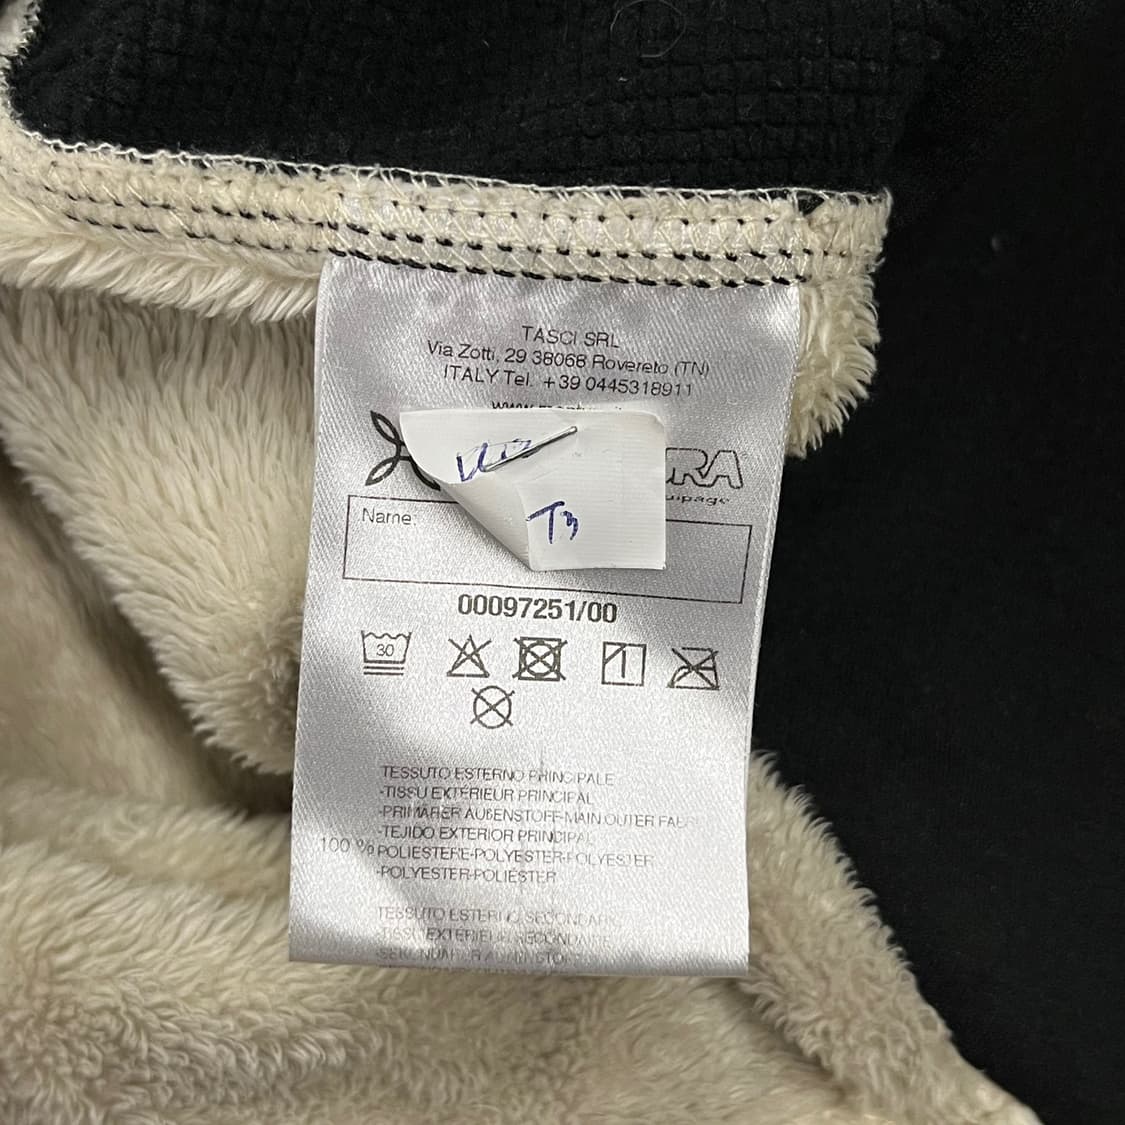 TASCI SRL
Via Zotti, 29 38068 Rovereto (TN)
ITALY Tel. +39 0445318911
T3
Name:
00097251/00
30
TESSUTO ESTERNO PRINCIPALE
-TISSU EXTÉRIEUR PRINCIPAL
-PRIMÄRER AUßENSTOFF-MAIN OUTER
-TEJIDO EXTERIOR PRINCIPAL
100 % POLIESTERE-POLYESTER-POLYESTER
-POLYESTER-POLIÉSTER
TESSUTO ESTERNO